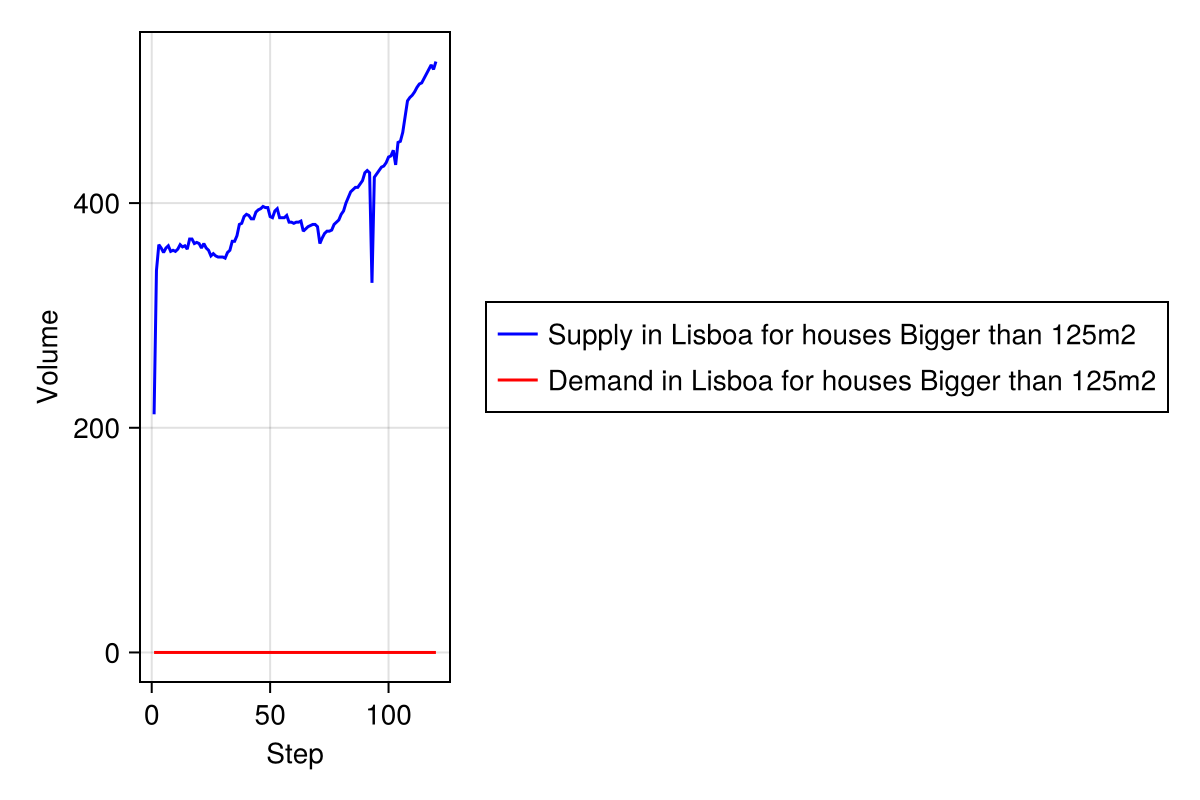 Volume
400
200
0
0 50 100
Step
Supply in Lisboa for houses Bigger than 125m2
Demand in Lisboa for houses Bigger than 125m2